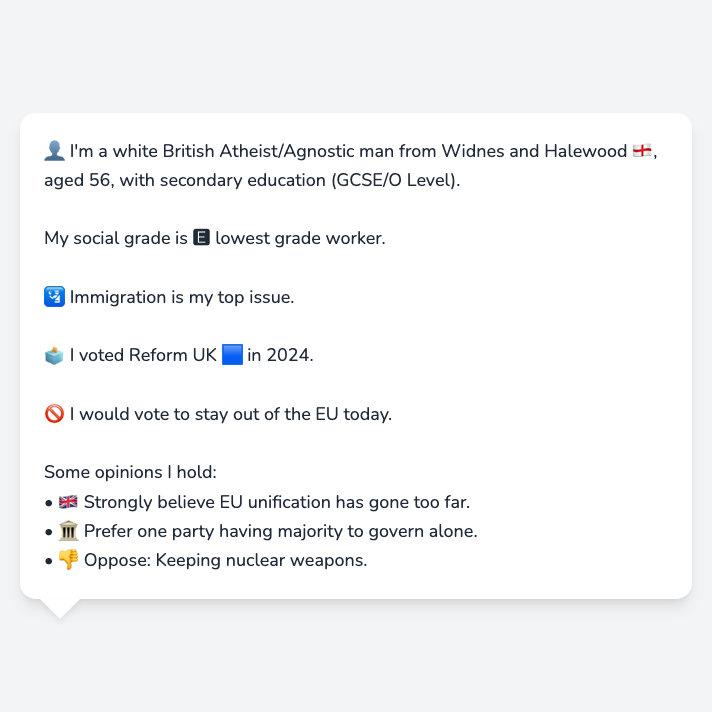 👤 I'm a white British Atheist/Agnostic man from Widnes and Halewood 🏴󠁧󠁢󠁥󠁮󠁧󠁿,
aged 56, with secondary education (GCSE/O Level).
My social grade is 🅴 lowest grade worker.
🛂 Immigration is my top issue.
🗳️ I voted Reform UK 🟦 in 2024.
🚫 I would vote to stay out of the EU today.
Some opinions I hold:
• 🇬🇧 Strongly believe EU unification has gone too far.
• 🏛️ Prefer one party having majority to govern alone.
• 👎 Oppose: Keeping nuclear weapons.